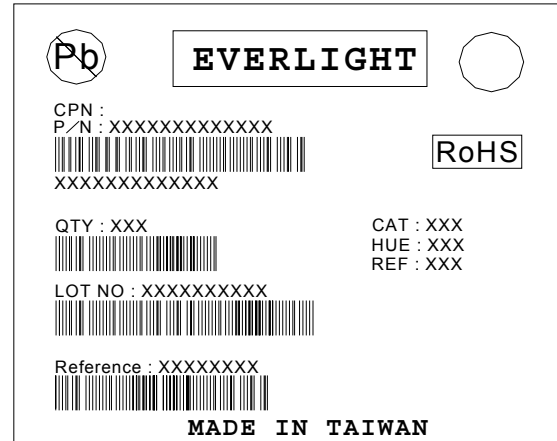 Pb
EVERLIGHT
CPN :
P/N : XXXXXXXXXXXXX
RoHS
XXXXXXXXXXXXX
QTY : XXX
CAT : XXX
HUE : XXX
REF : XXX
LOT NO : XXXXXXXXXX
Reference : XXXXXXXX
MADE IN TAIWAN